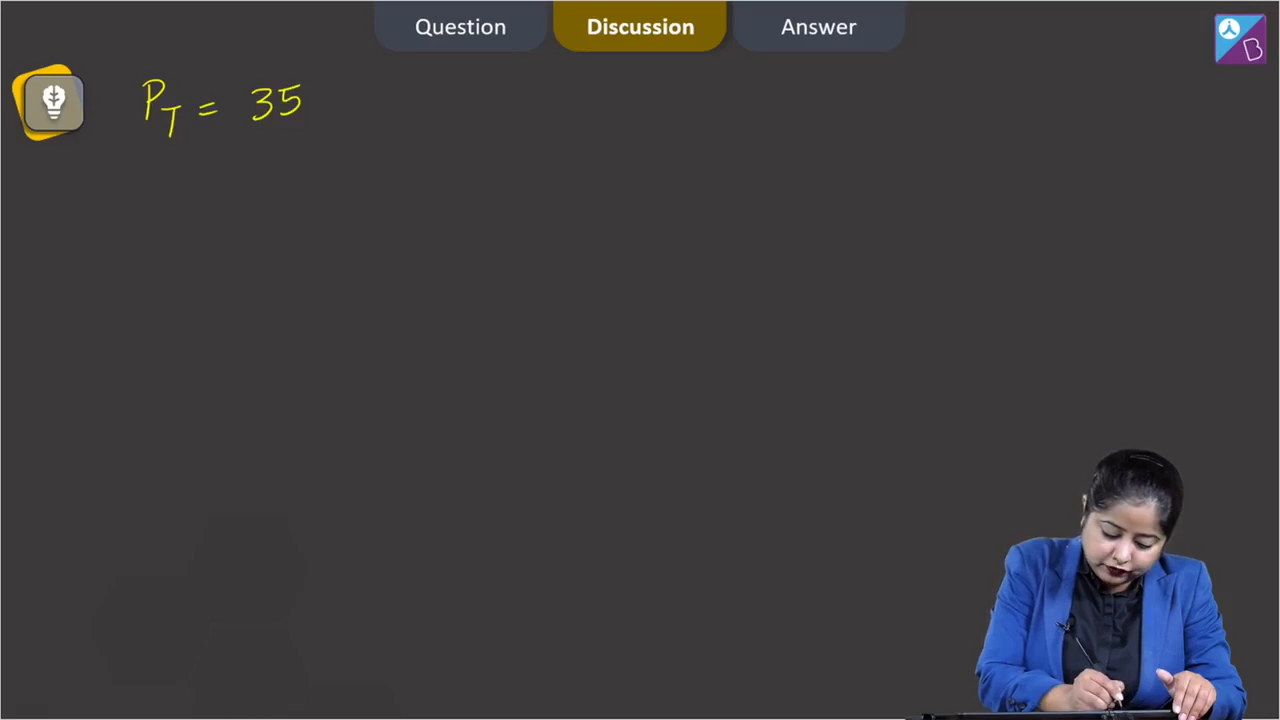 Question
Discussion
Answer
P_T = 35
B